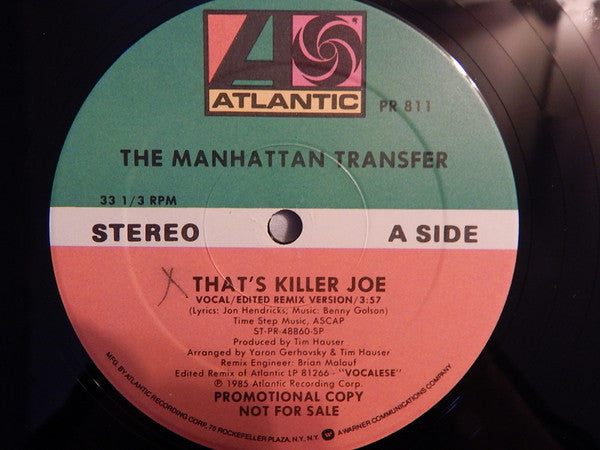 ATLANTIC
PR 811
THE MANHATTAN TRANSFER
33 1/3 RPM
STEREO
A SIDE
THAT'S KILLER JOE
VOCAL/EDITED REMIX VERSION/3:57
(Lyrics: Jon Hendricks; Music: Benny Golson)
Time Step Music, ASCAP
ST-PR-48860-SP
Produced by Tim Hauser
Arranged by Yaron Gerhovsky & Tim Hauser
Remix Engineer: Brian Malauf
Edited Remix of Atlantic LP 81266 - "VOCALESE"
℗ 1985 Atlantic Recording Corp.
PROMOTIONAL COPY
NOT FOR SALE
MFG. BY ATLANTIC RECORDING CORP., 75 ROCKEFELLER PLAZA, N.Y., N.Y. A WARNER COMMUNICATIONS COMPANY